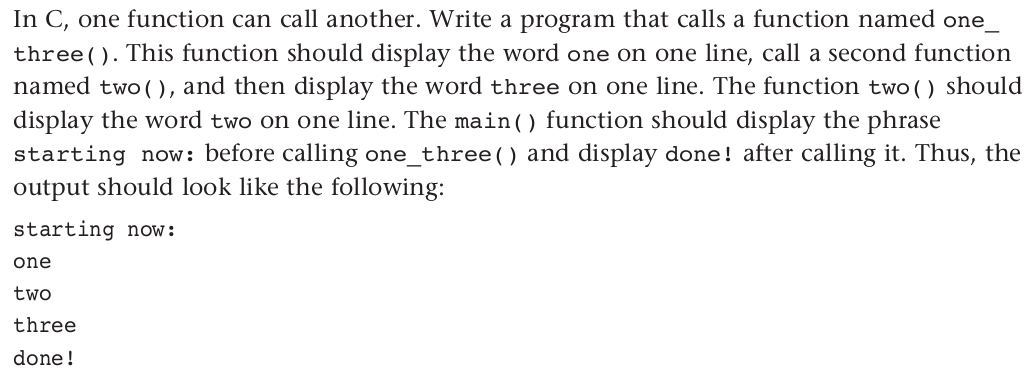 In C, one function can call another. Write a program that calls a function named one_
three(). This function should display the word one on one line, call a second function
named two(), and then display the word three on one line. The function two() should
display the word two on one line. The main() function should display the phrase
starting now: before calling one_three() and display done! after calling it. Thus, the
output should look like the following:
starting now:
one
two
three
done!